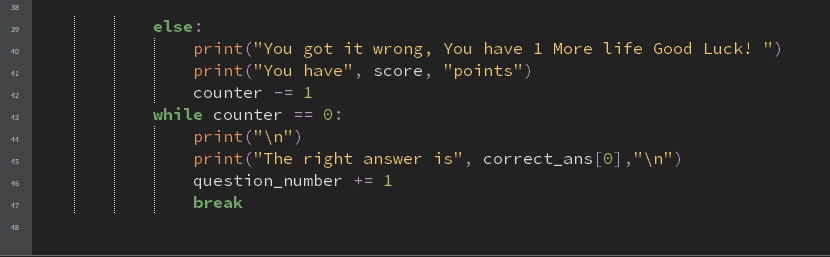 38
39 else:
40 print("You got it wrong, You have 1 More life Good Luck! ")
41 print("You have", score, "points")
42 counter -= 1
43 while counter == 0:
44 print("\n")
45 print("The right answer is", correct_ans[0],"\n")
46 question_number += 1
47 break
48